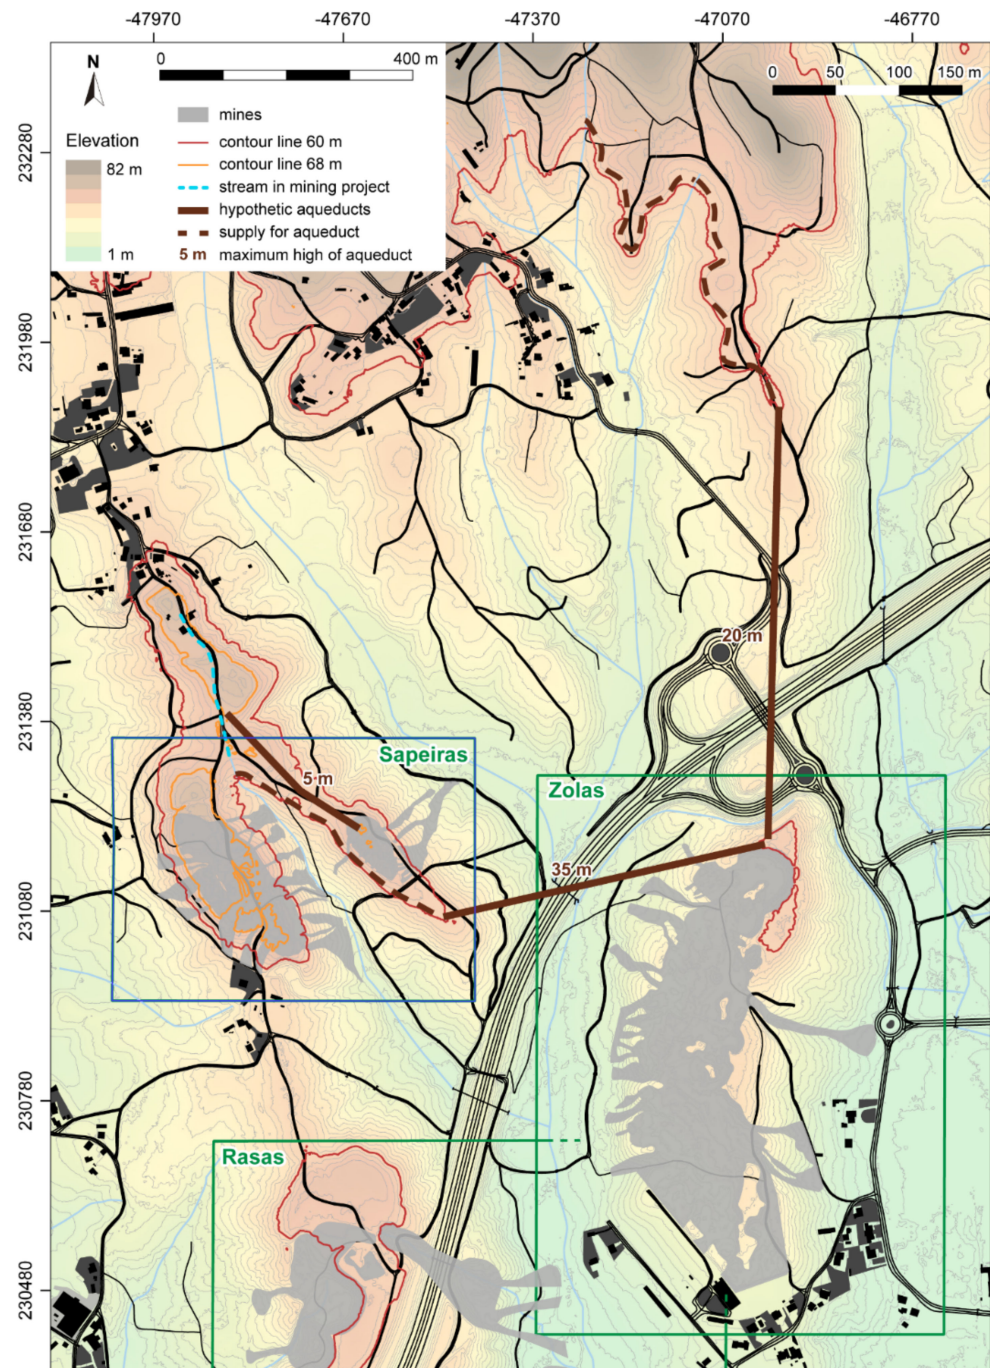 -47970 -47670 -47370 -47070 -46770
N
0 400 m
0 50 100 150 m
mines
Elevation
contour line 60 m
82 m
contour line 68 m
stream in mining project
hypothetic aqueducts
supply for aqueduct
1 m
5 m maximum high of aqueduct
232280
231980
231680
20 m
231380
Sapeiras
5 m
Zolas
35 m
231080
230780
Rasas
230480